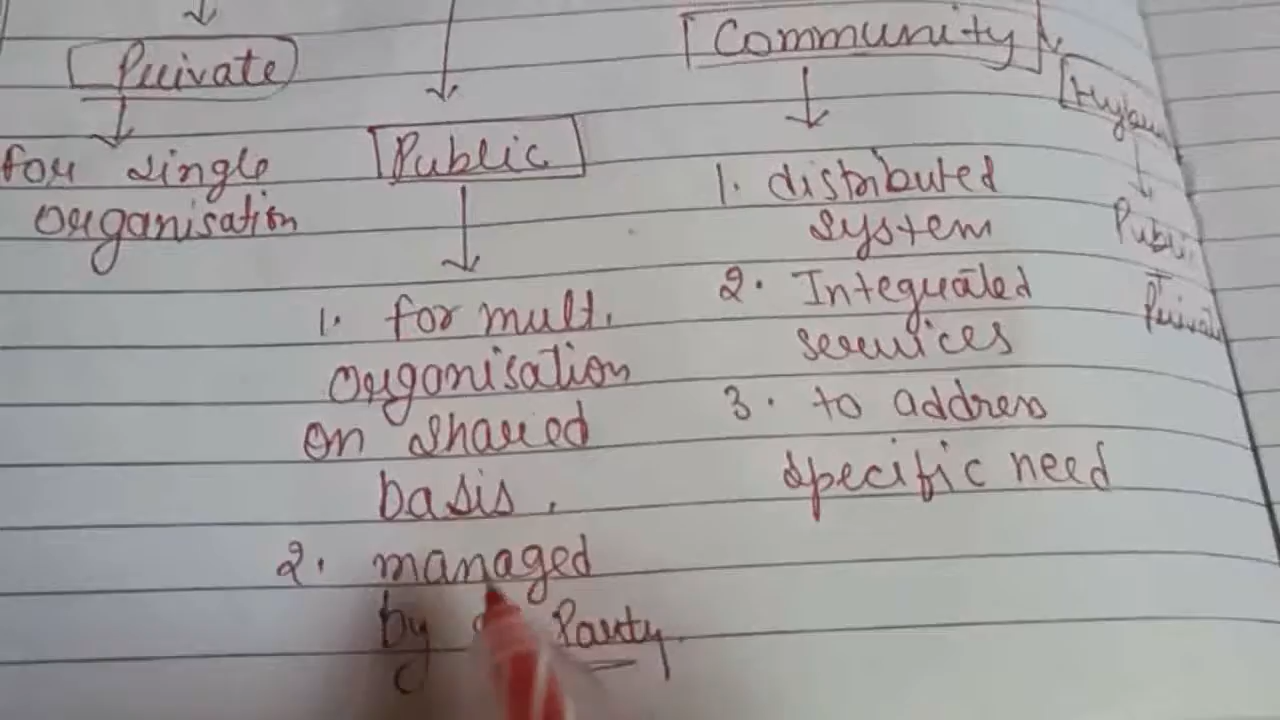 Private
for single
organisation
Public
1. for mult.
organisation
on shared
basis.
2. managed
by
Party.
Community
1. distributed
system
2. Integrated
services
3. to address
specific need
Public
+
Private